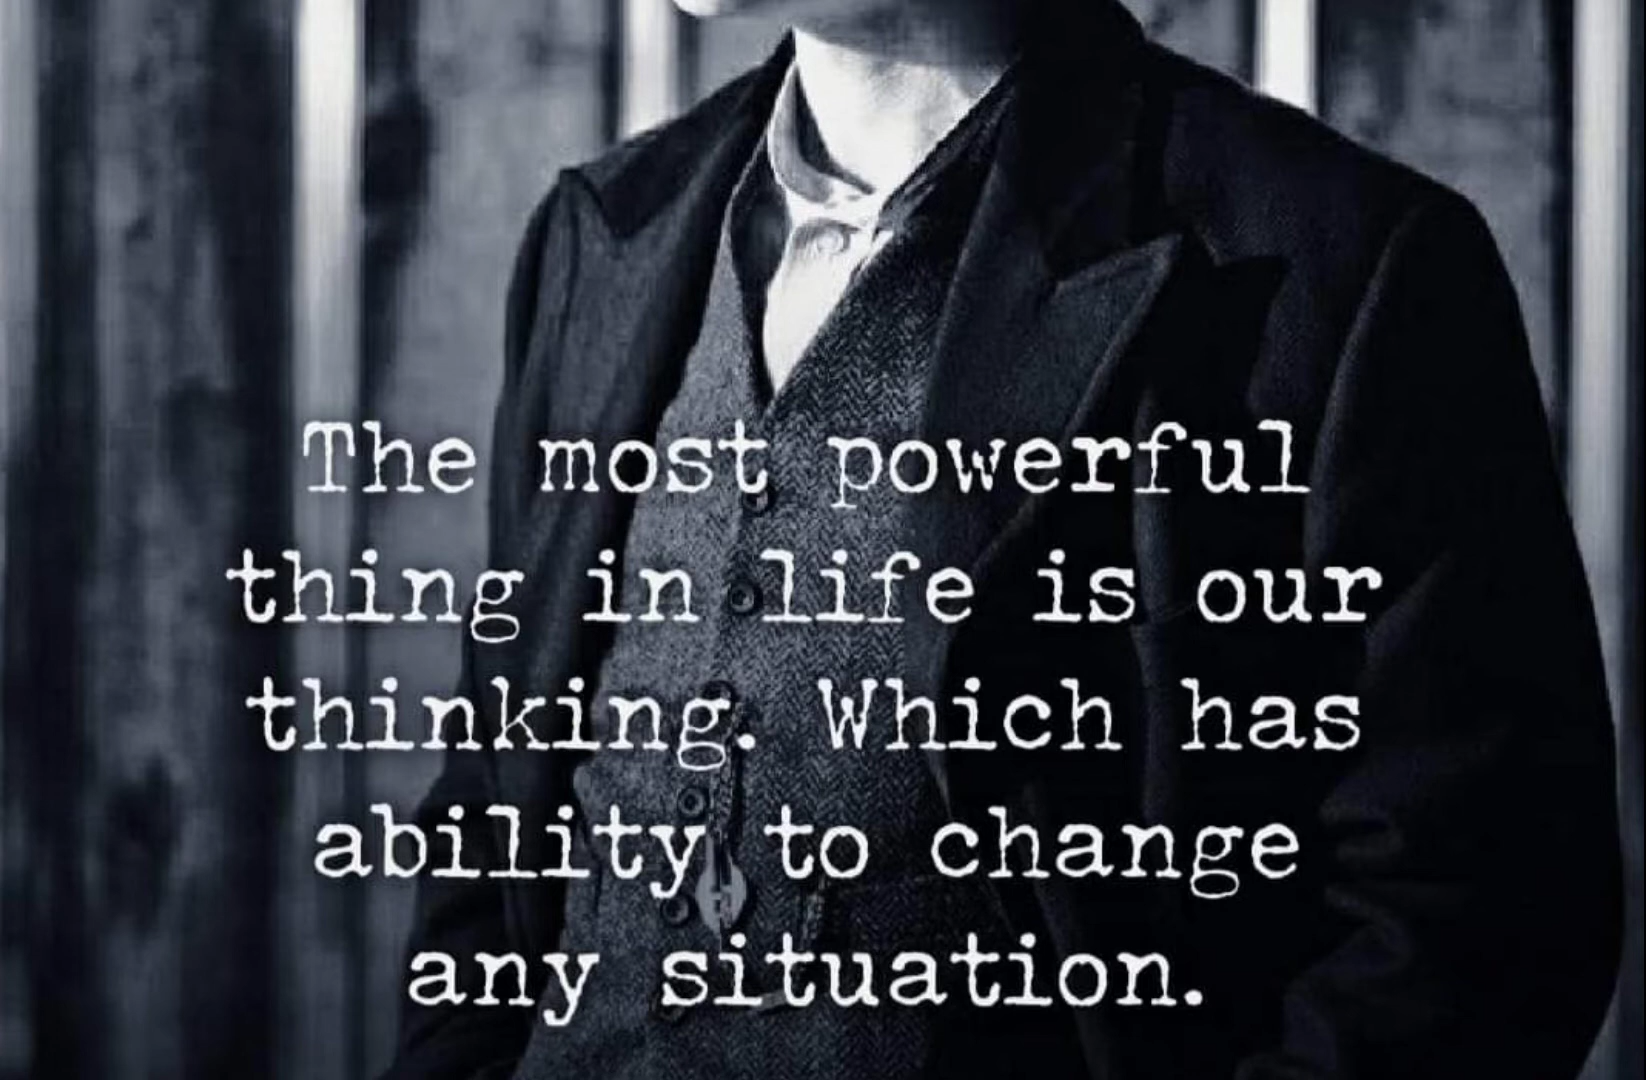 The most powerful
thing in life is our
thinking. Which has
ability to change
any situation.